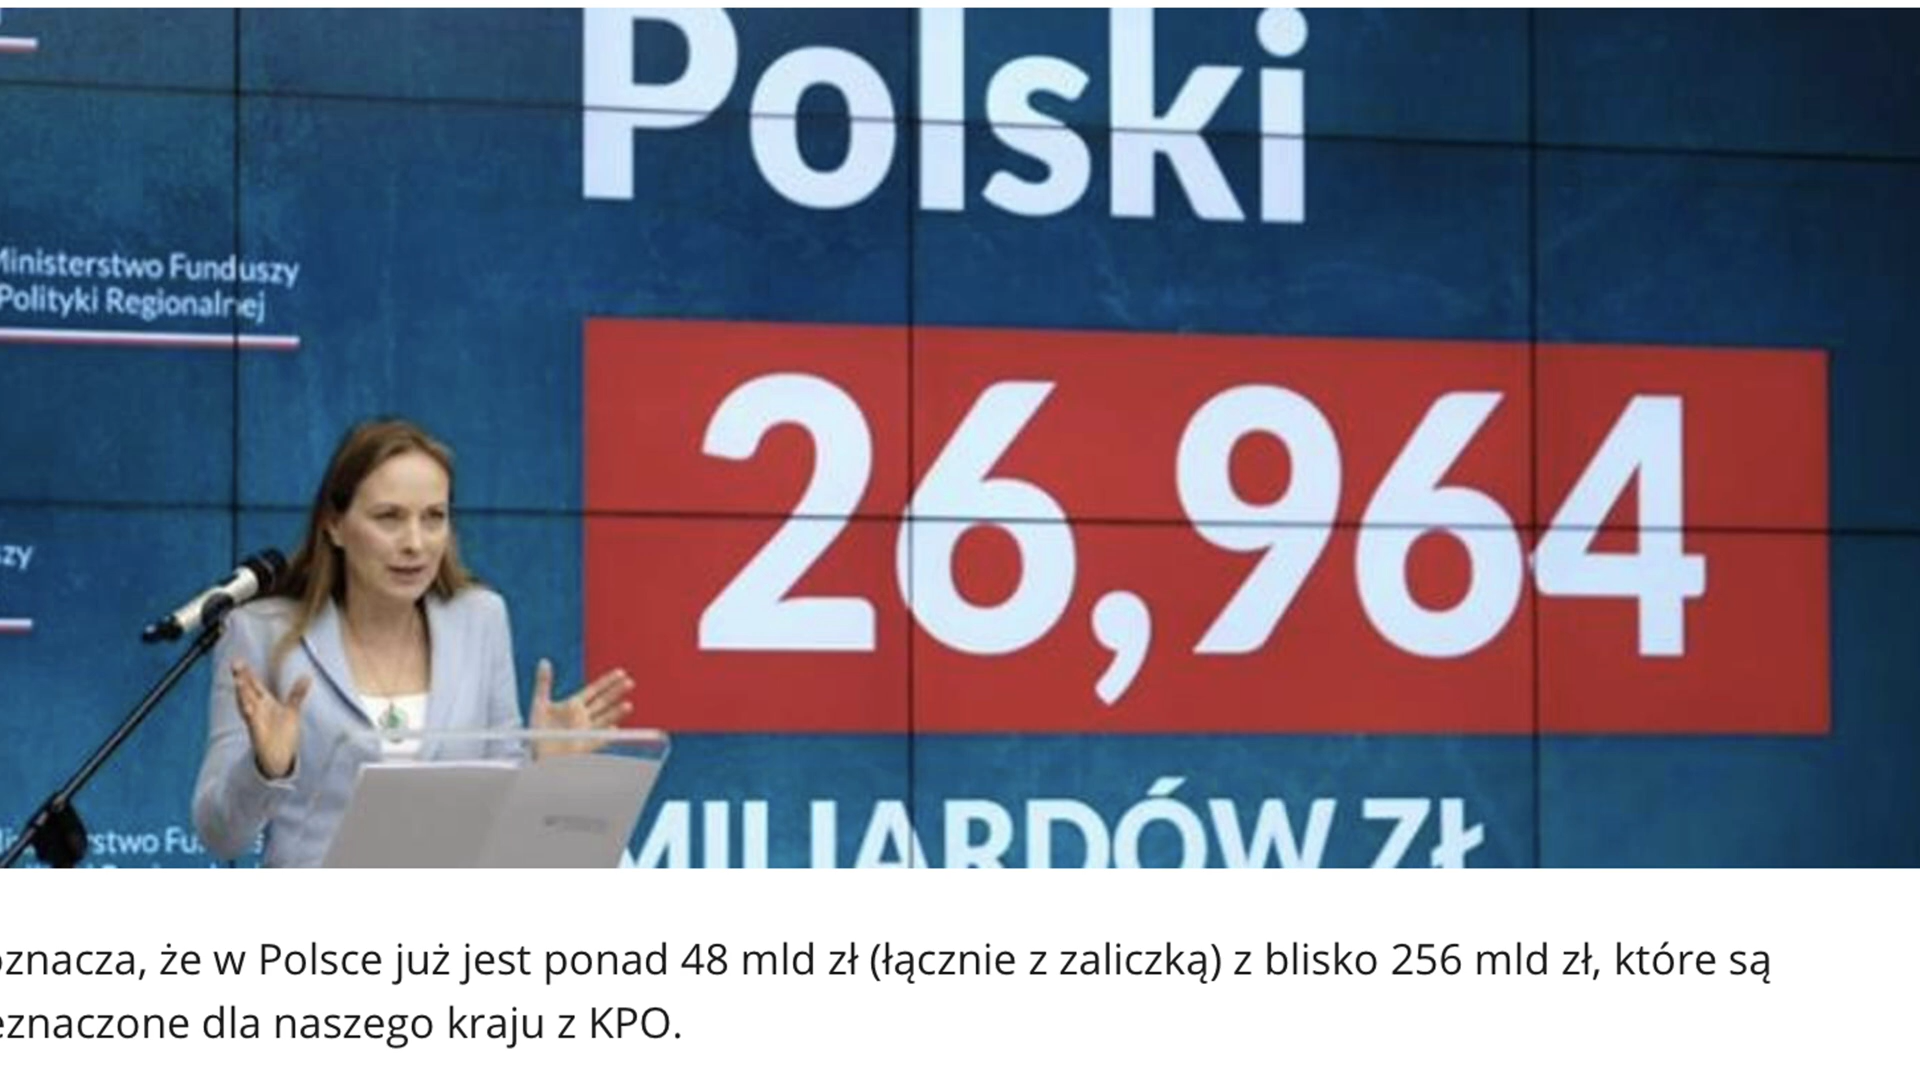 Polski
Ministerstwo Funduszy
Polityki Regionalnej
26,964
MILIARDÓW ZŁ
oznacza, że w Polsce już jest ponad 48 mld zł (łącznie z zaliczką) z blisko 256 mld zł, które są
eznaczone dla naszego kraju z KPO.